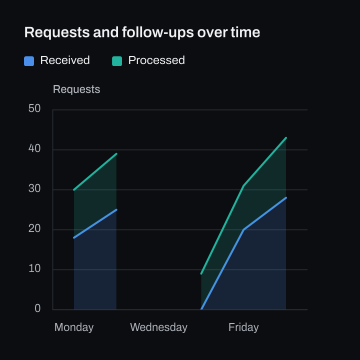 Requests and follow-ups over time
Received Processed
Requests
50
40
30
20
10
0
Monday Wednesday Friday